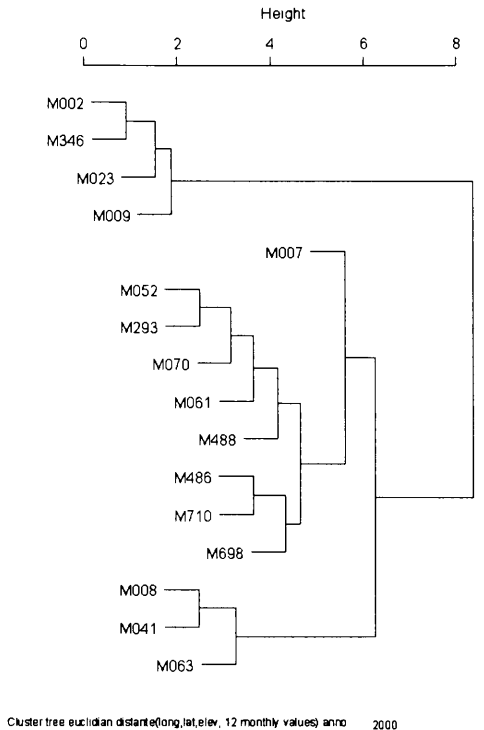 Height
0 2 4 6 8
M002
M346
M023
M009
M007
M052
M293
M070
M061
M488
M486
M710
M698
M008
M041
M063
Cluster tree euclidian distante(long,lat,elev, 12 monthly values) anno 2000